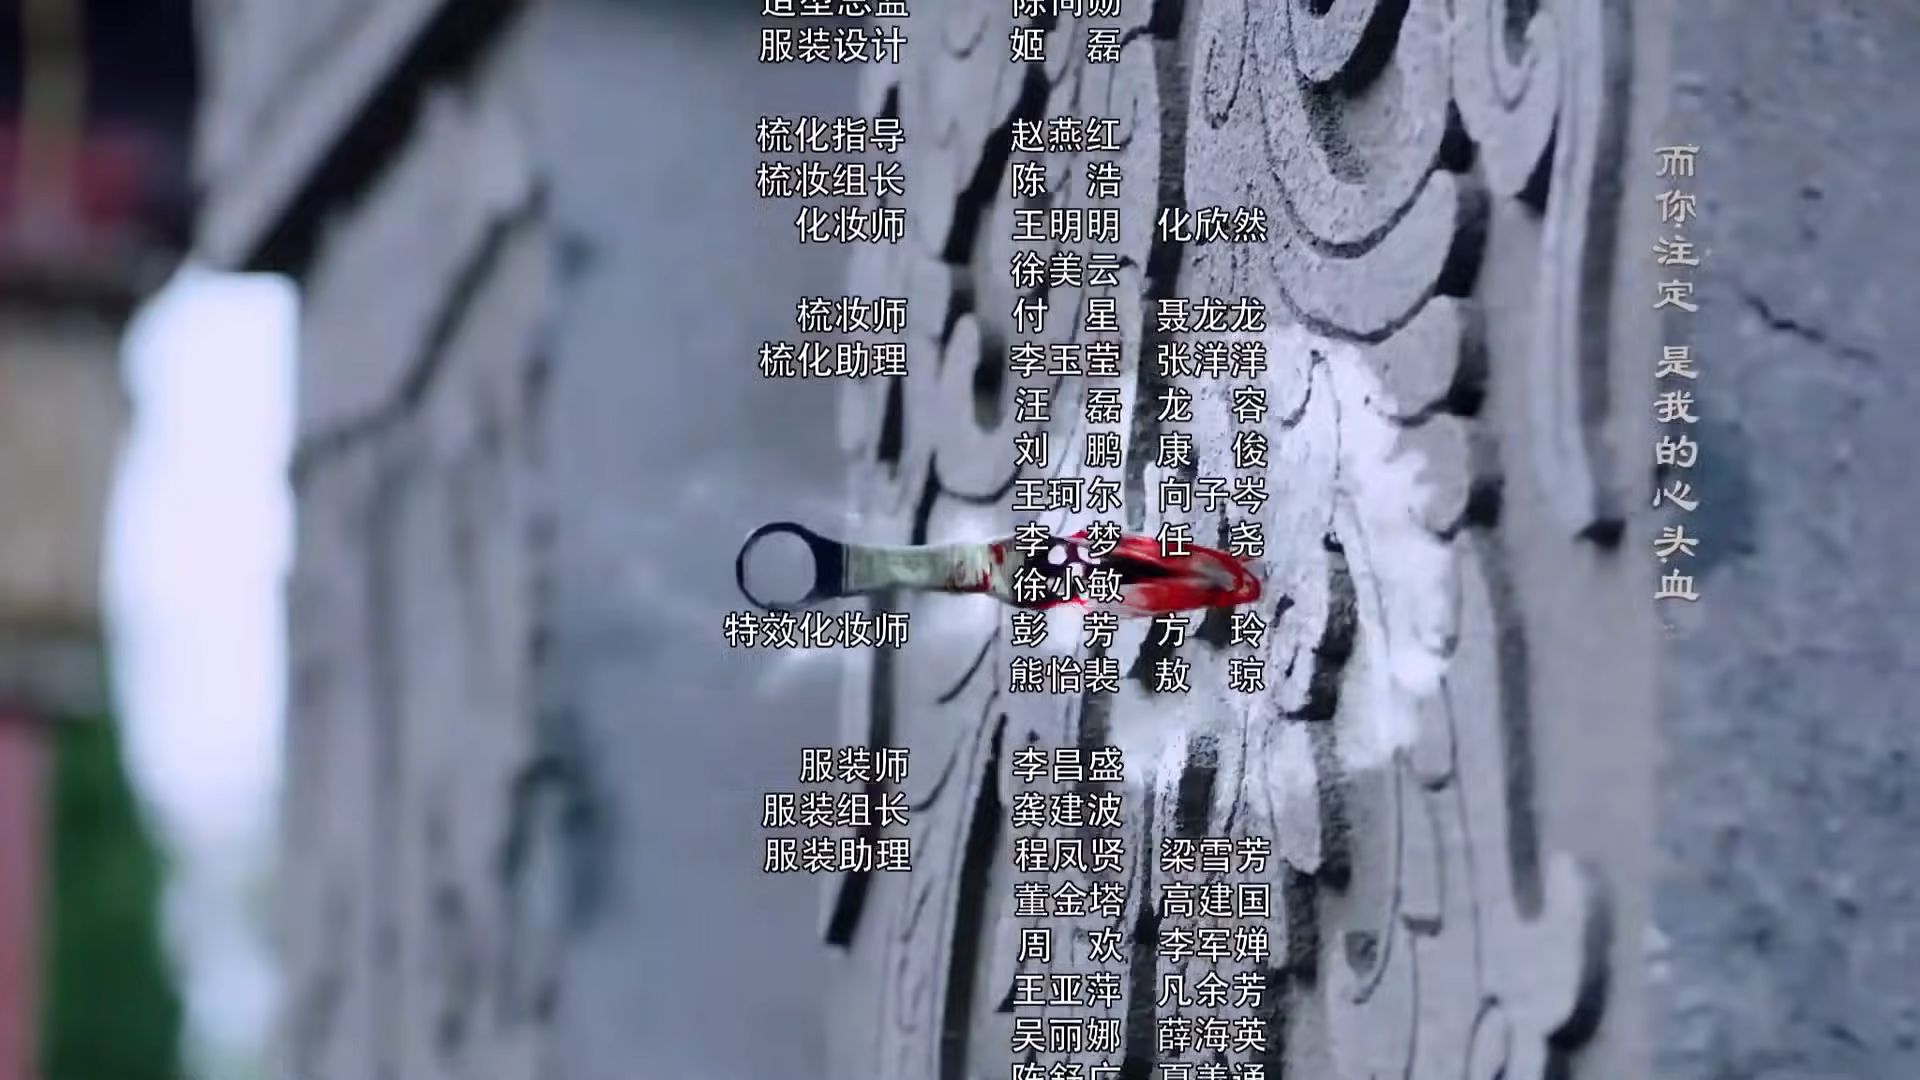 服装设计 姬 磊
梳化指导 赵燕红
梳妆组长 陈 浩
化妆师 王明明 化欣然
徐美云
梳妆师 付 星 聂龙龙
梳化助理 李玉莹 张洋洋
汪 磊 龙 容
刘 鹏 康 俊
王珂尔 向子岑
李 梦 任 尧
徐小敏
特效化妆师 彭 芳 方 玲
熊怡裴 敖 琼
服装师 李昌盛
服装组长 龚建波
服装助理 程凤贤 梁雪芳
董金塔 高建国
周 欢 李军婵
王亚萍 凡余芳
吴丽娜 薛海英
而你注定 是我的心头血